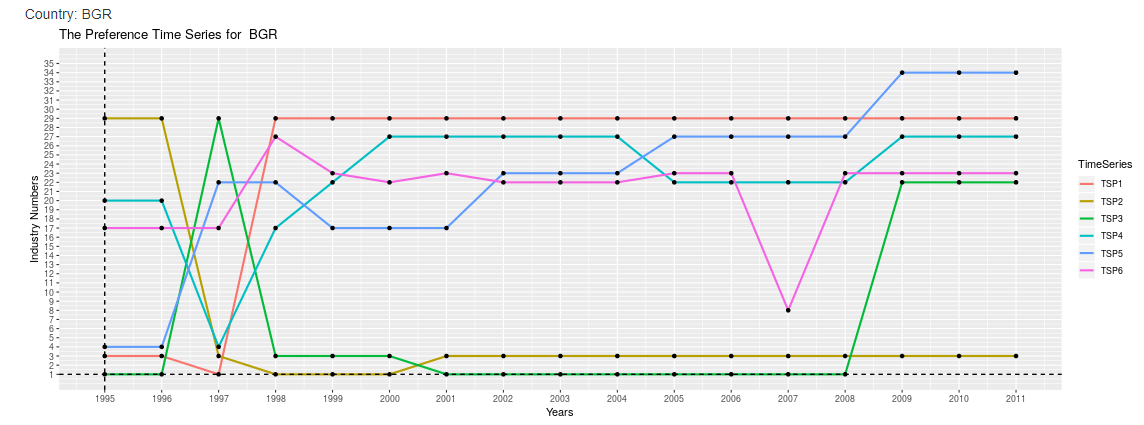 Country: BGR
The Preference Time Series for BGR
Industry Numbers
35
34
33
32
31
30
29
28
27
26
25
24
23
22
21
20
19
18
17
16
15
14
13
12
11
10
9
8
7
6
5
4
3
2
1
1995 1996 1997 1998 1999 2000 2001 2002 2003 2004 2005 2006 2007 2008 2009 2010 2011
Years
TimeSeries
TSP1
TSP2
TSP3
TSP4
TSP5
TSP6